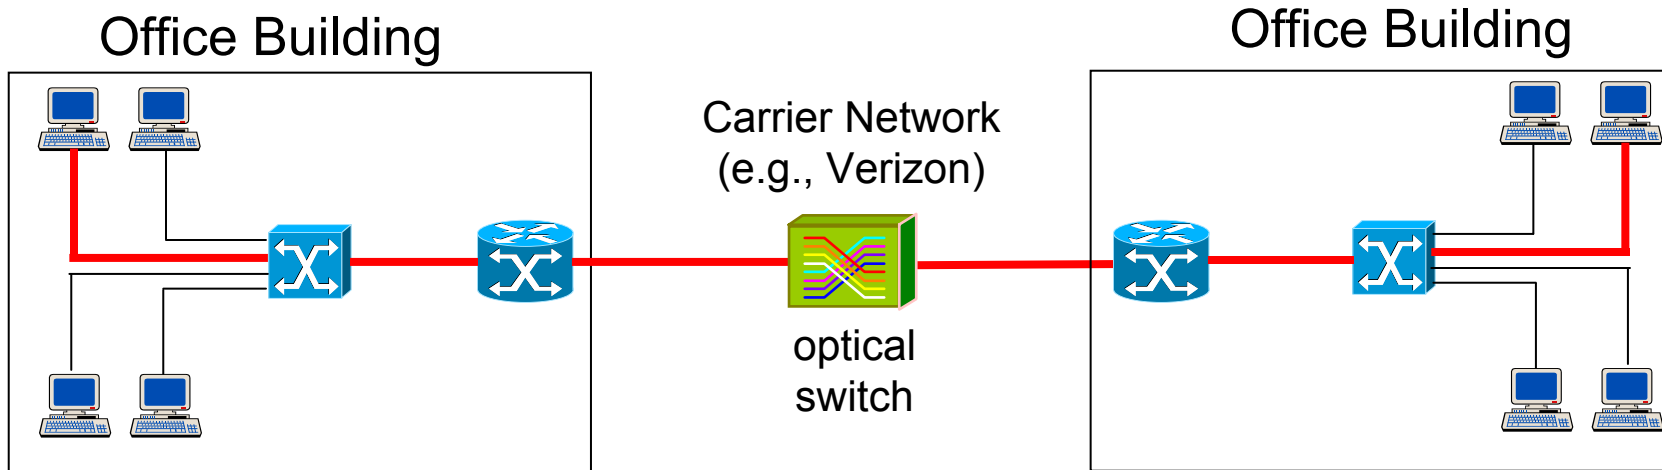 Office Building
Office Building
Carrier Network
(e.g., Verizon)
optical
switch